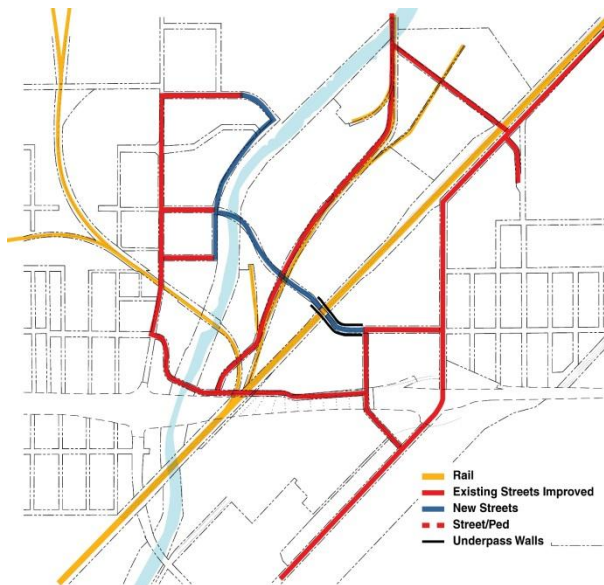 Rail
Existing Streets Improved
New Streets
Street/Ped
Underpass Walls